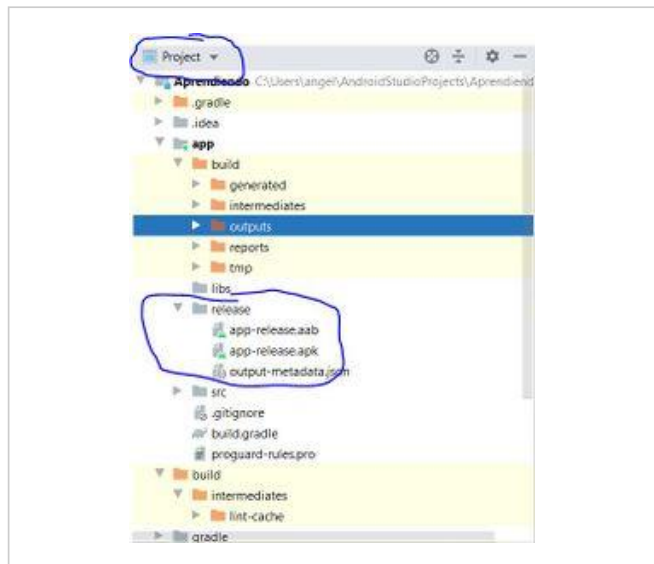 Project
Aprendiendo C:\Users\angel\AndroidStudioProjects\Aprendiend
.gradle
.idea
app
build
generated
intermediates
outputs
reports
tmp
libs
release
app-release.aab
app-release.apk
output-metadata.json
src
.gitignore
build.gradle
proguard-rules.pro
build
intermediates
lint-cache
gradle